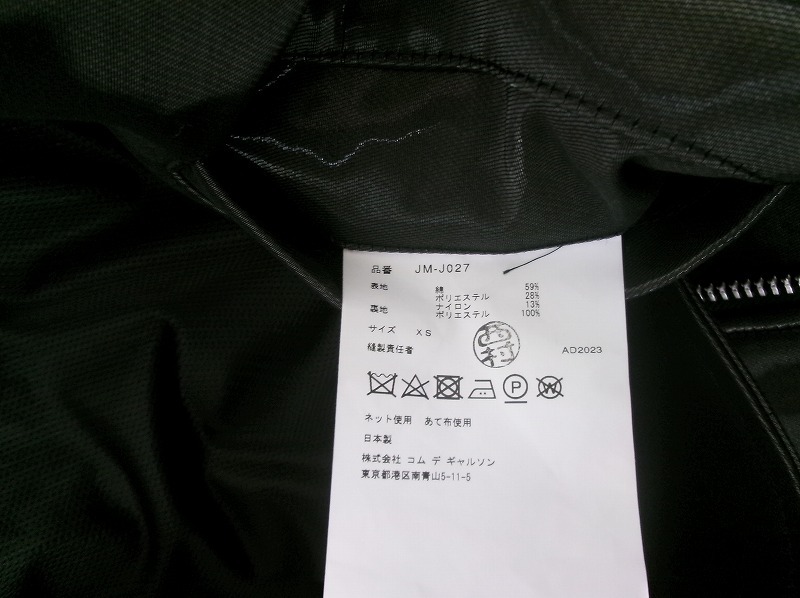 品番 JM-J027
表地 綿 59%
ポリエステル 28%
ナイロン 13%
裏地 ポリエステル 100%
サイズ XS
縫製責任者 西村 AD2023
P W
ネット使用 あて布使用
日本製
株式会社 コム デ ギャルソン
東京都港区南青山5-11-5